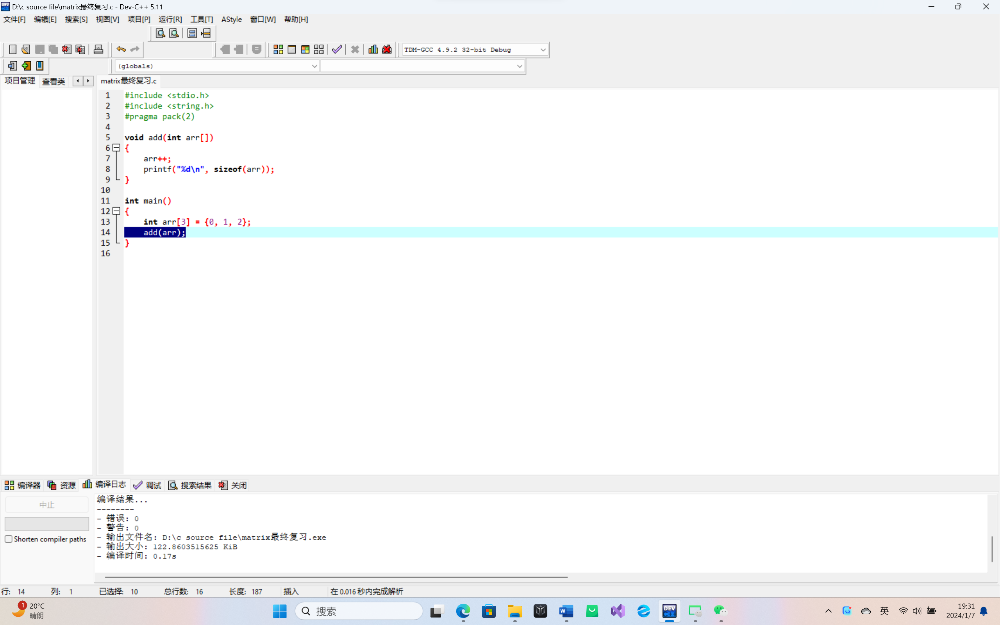 D:\c source file\matrix最终复习.c - Dev-C++ 5.11
文件[F] 编辑[E] 搜索[S] 视图[V] 项目[P] 运行[R] 工具[T] AStyle 窗口[W] 帮助[H]
TDM-GCC 4.9.2 32-bit Debug
(globals)
项目管理 查看类 matrix最终复习.c
1 #include <stdio.h>
2 #include <string.h>
3 #pragma pack(2)
4
5 void add(int arr[])
6 {
7 arr++;
8 printf("%d\n", sizeof(arr));
9 }
10
11 int main()
12 {
13 int arr[3] = {0, 1, 2};
14 add(arr);
15 }
16
编译器 资源 编译日志 调试 搜索结果 关闭
中止
Shorten compiler paths
编译结果...
--------
- 错误: 0
- 警告: 0
- 输出文件名: D:\c source file\matrix最终复习.exe
- 输出大小: 122.8603515625 KiB
- 编译时间: 0.17s
行: 14 列: 1 已选择: 10 总行数: 16 长度: 187 插入 在 0.016 秒内完成解析
1 20°C
晴朗
搜索
DEV C++
英
19:31
2024/1/7